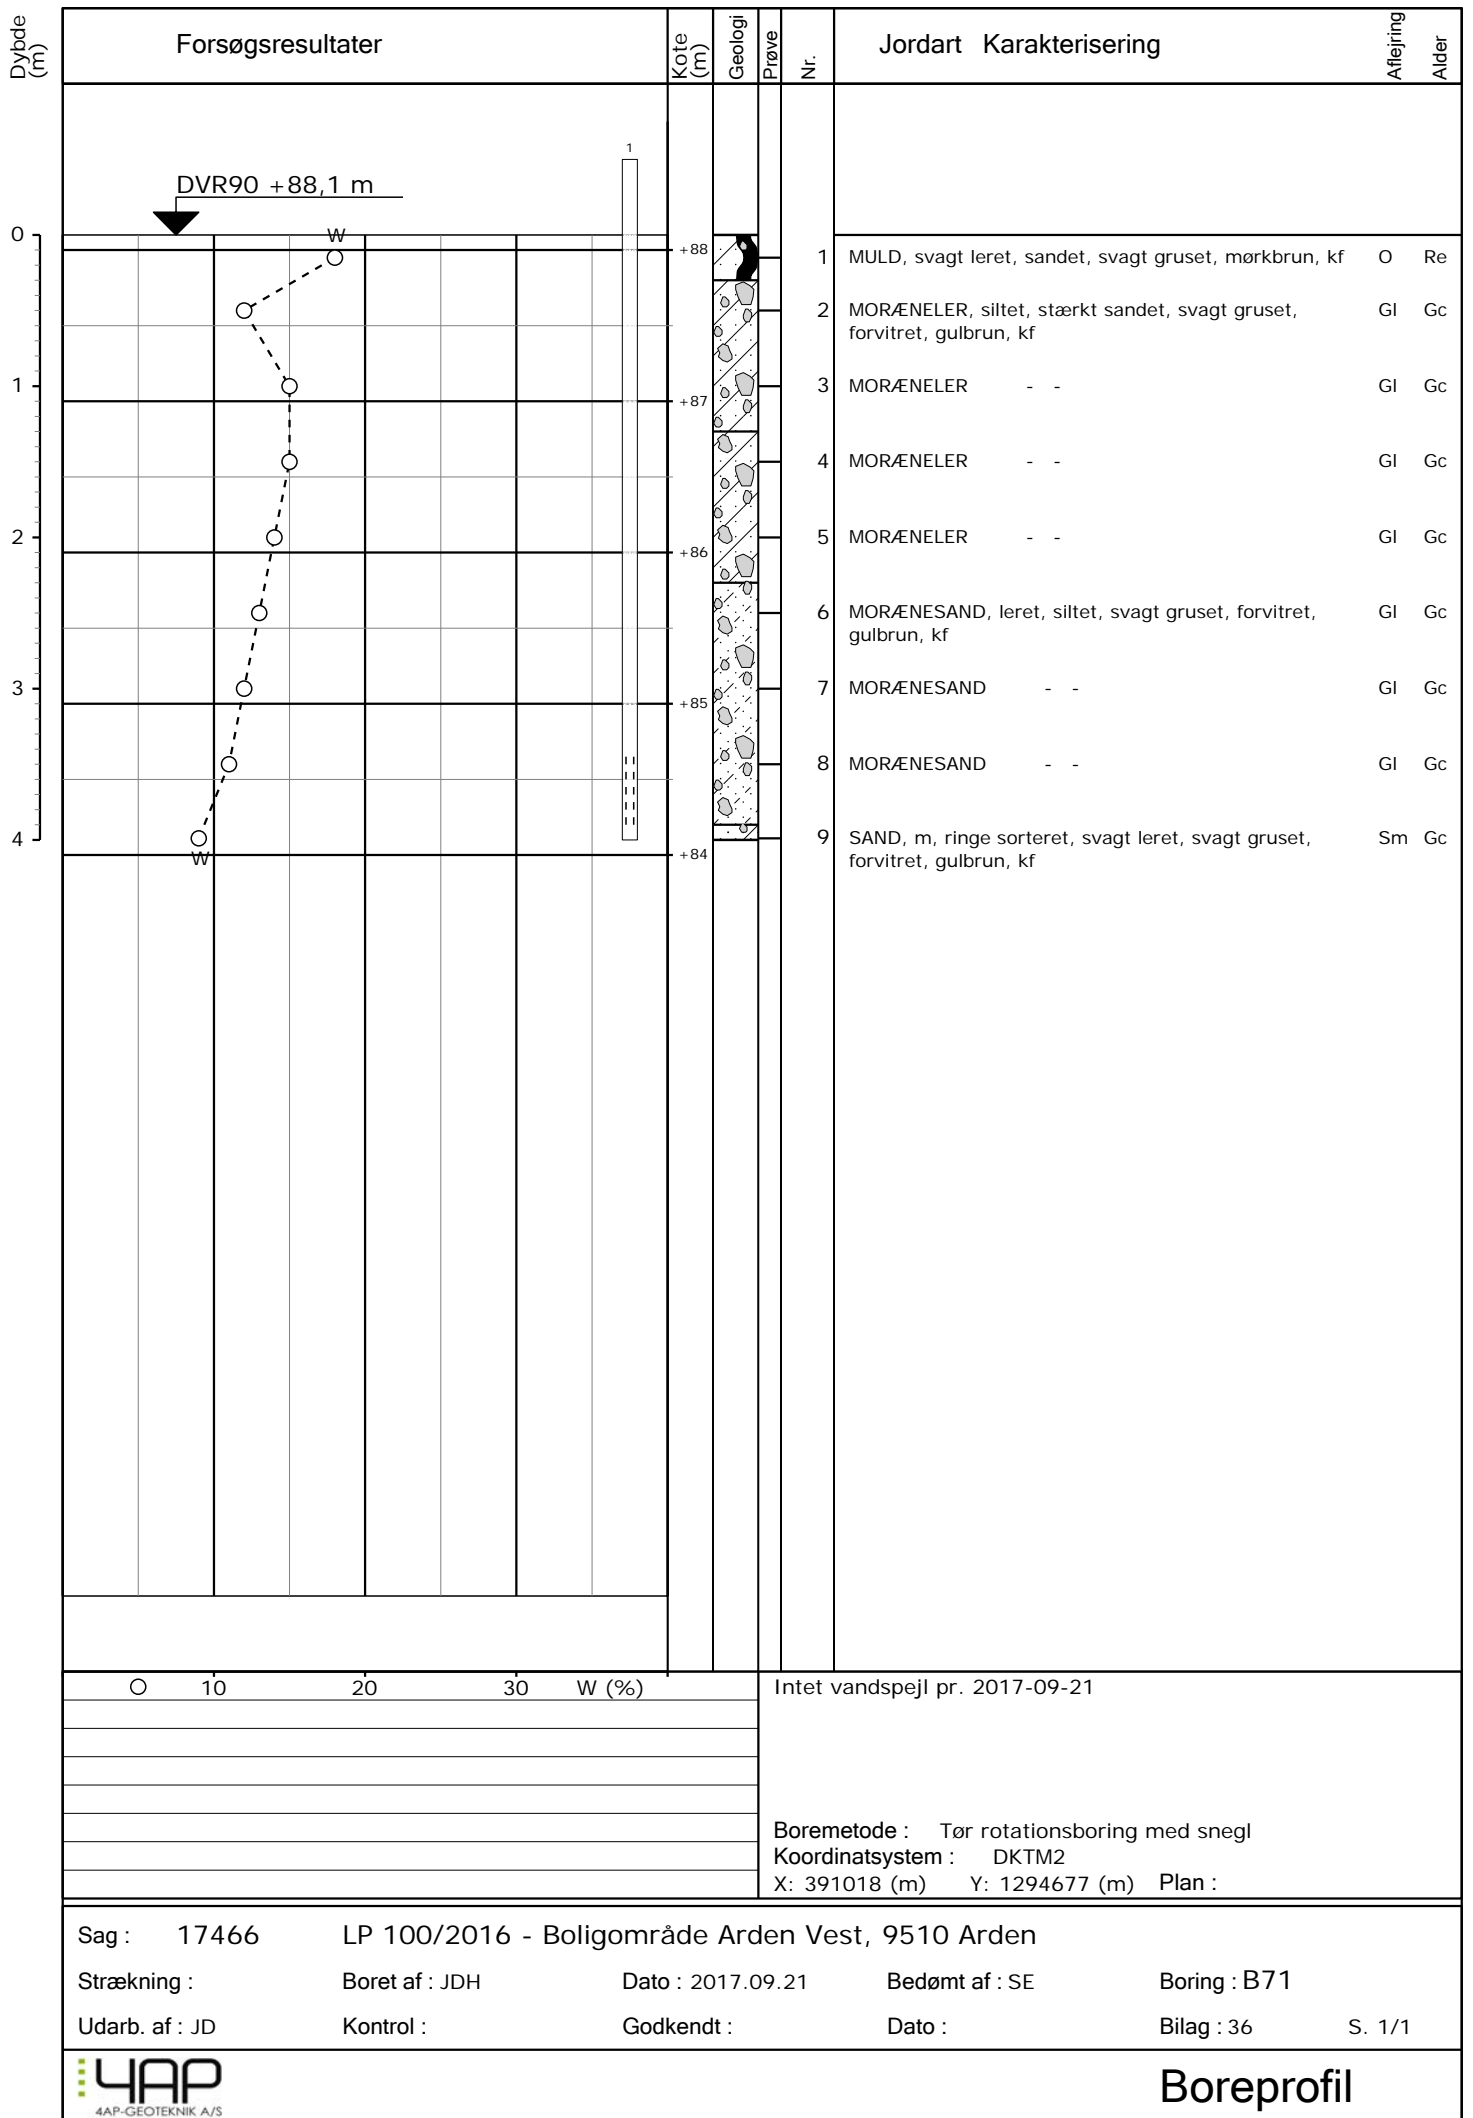 Dybde (m)
Forsøgsresultater
Kote (m)
Geologi
Prøve
Nr.
Jordart Karakterisering
Aflejring
Alder
1
DVR90 +88,1 m
0
W
+88
1 MULD, svagt leret, sandet, svagt gruset, mørkbrun, kf O Re
2 MORÆNELER, siltet, stærkt sandet, svagt gruset, Gl Gc
forvitret, gulbrun, kf
1
3 MORÆNELER - - Gl Gc
+87
4 MORÆNELER - - Gl Gc
2
5 MORÆNELER - - Gl Gc
+86
6 MORÆNESAND, leret, siltet, svagt gruset, forvitret, Gl Gc
gulbrun, kf
3
7 MORÆNESAND - - Gl Gc
+85
8 MORÆNESAND - - Gl Gc
4
9 SAND, m, ringe sorteret, svagt leret, svagt gruset, Sm Gc
forvitret, gulbrun, kf
W
+84
10 20 30 W (%)
Intet vandspejl pr. 2017-09-21
Boremetode : Tør rotationsboring med snegl
Koordinatsystem : DKTM2
X: 391018 (m) Y: 1294677 (m) Plan :
Sag : 17466 LP 100/2016 - Boligområde Arden Vest, 9510 Arden
Strækning : Boret af : JDH Dato : 2017.09.21 Bedømt af : SE Boring : B71
Udarb. af : JD Kontrol : Godkendt : Dato : Bilag : 36 S. 1/1
4AP
4AP-GEOTEKNIK A/S
Boreprofil